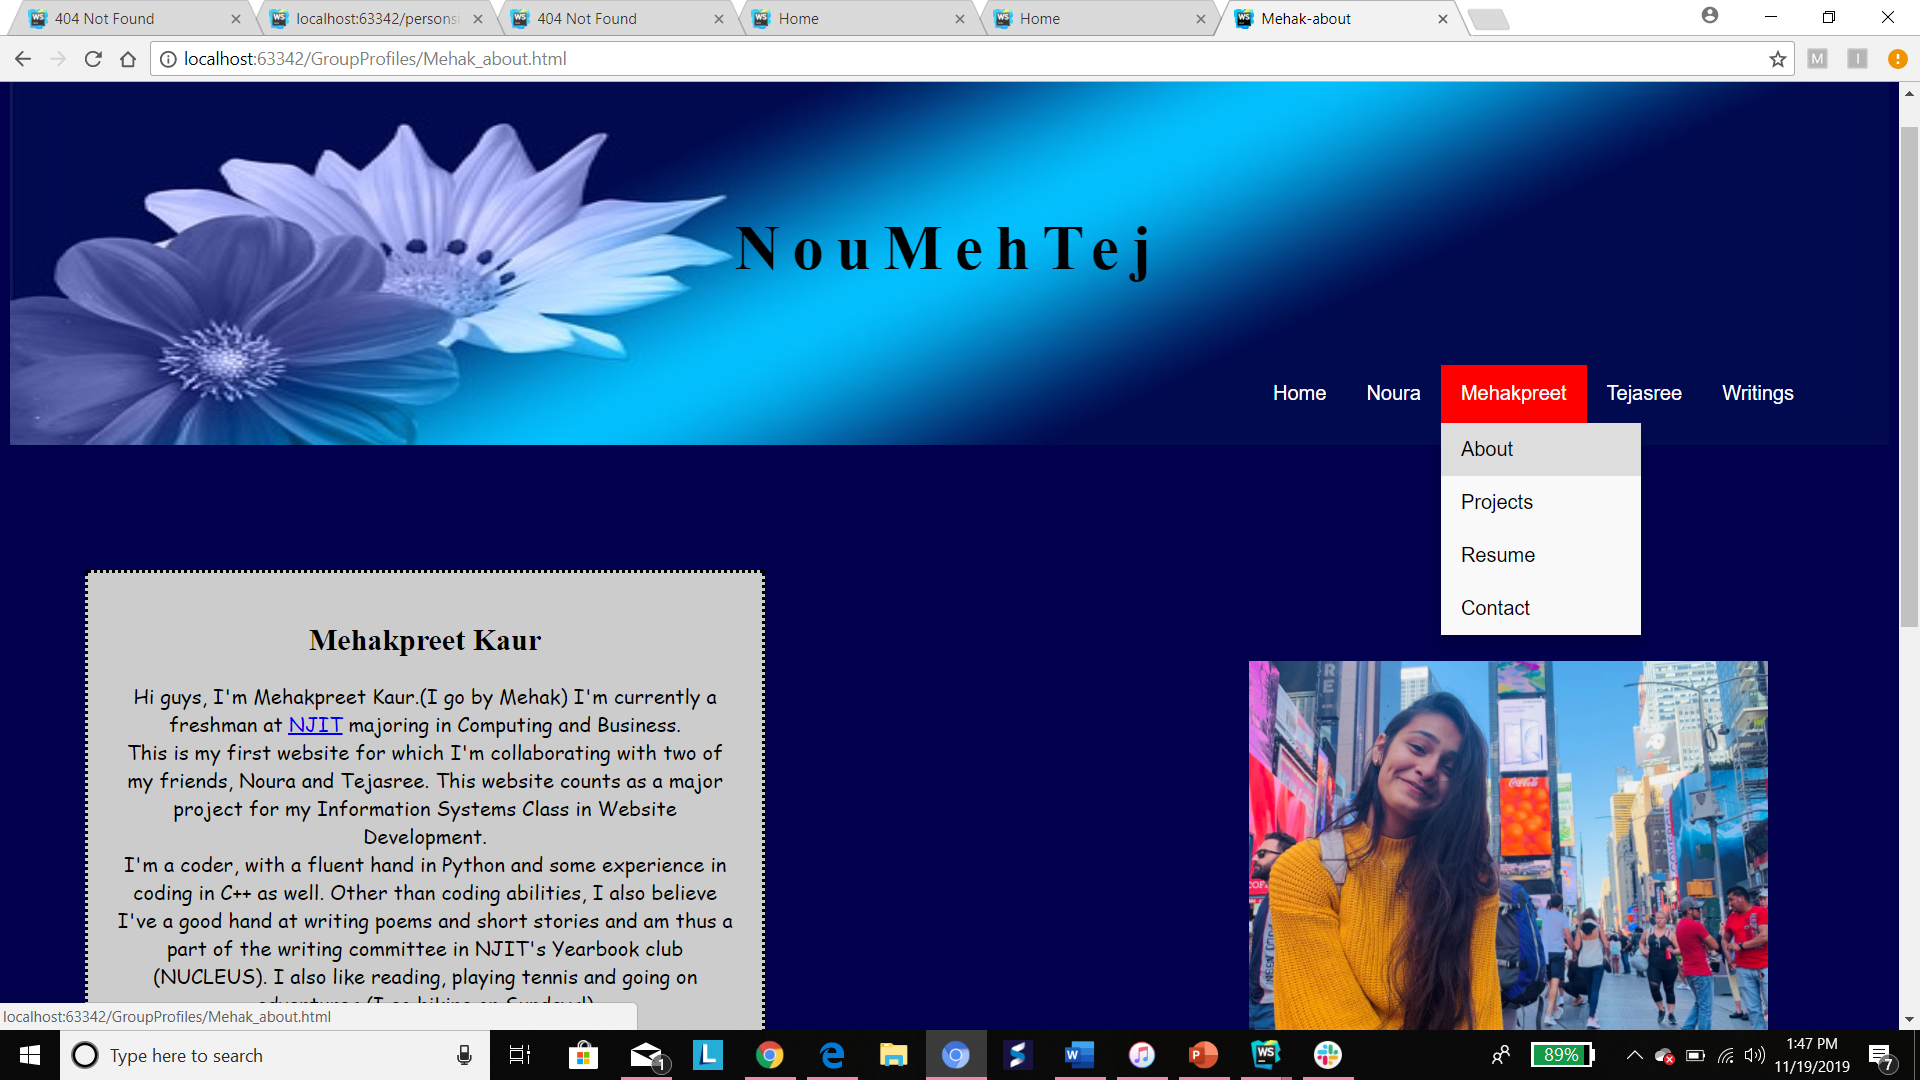 404 Not Found
localhost:63342/persons
404 Not Found
Home
Home
Mehak-about
localhost:63342/GroupProfiles/Mehak_about.html
M
I
NouMehTej
Home Noura Mehakpreet Tejasree Writings
About
Projects
Resume
Contact
Mehakpreet Kaur
Hi guys, I'm Mehakpreet Kaur.(I go by Mehak) I'm currently a
freshman at NJIT majoring in Computing and Business.
This is my first website for which I'm collaborating with two of
my friends, Noura and Tejasree. This website counts as a major
project for my Information Systems Class in Website
Development.
I'm a coder, with a fluent hand in Python and some experience in
coding in C++ as well. Other than coding abilities, I also believe
I've a good hand at writing poems and short stories and am thus a
part of the writing committee in NJIT's Yearbook club
(NUCLEUS). I also like reading, playing tennis and going on
localhost:63342/GroupProfiles/Mehak_about.html
Type here to search
1
89%
1:47 PM
11/19/2019
7